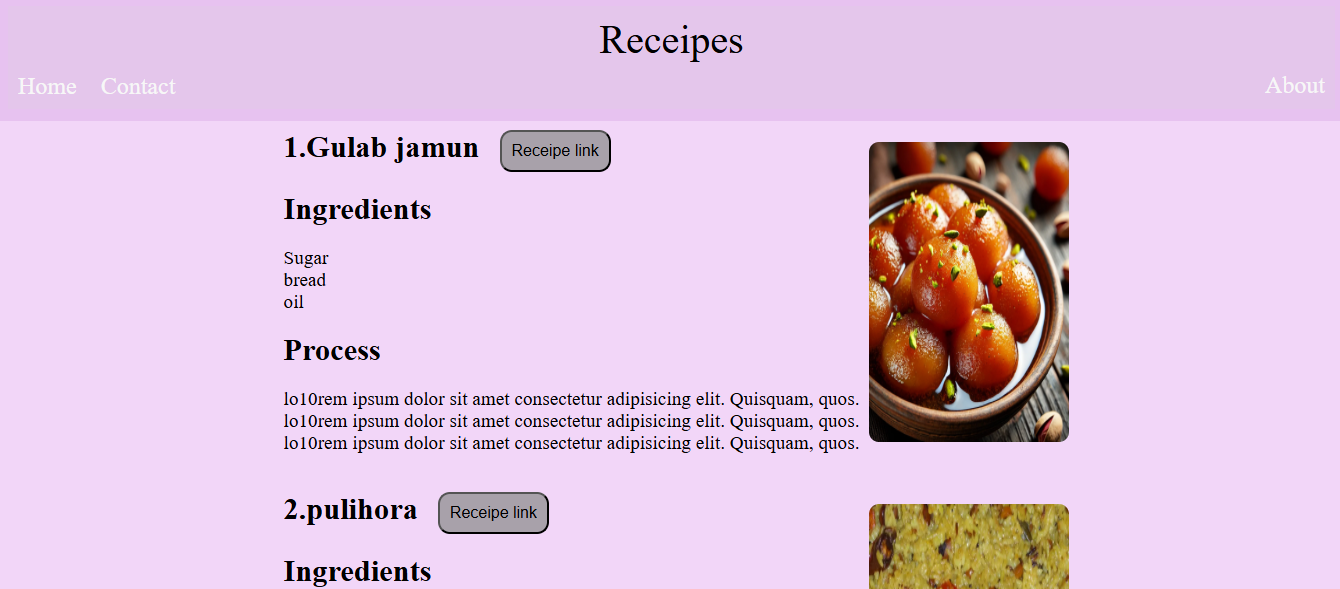 Receipes
Home Contact About
1.Gulab jamun Receipe link
Ingredients
Sugar
bread
oil
Process
lo10rem ipsum dolor sit amet consectetur adipisicing elit. Quisquam, quos.
lo10rem ipsum dolor sit amet consectetur adipisicing elit. Quisquam, quos.
lo10rem ipsum dolor sit amet consectetur adipisicing elit. Quisquam, quos.
2.pulihora Receipe link
Ingredients